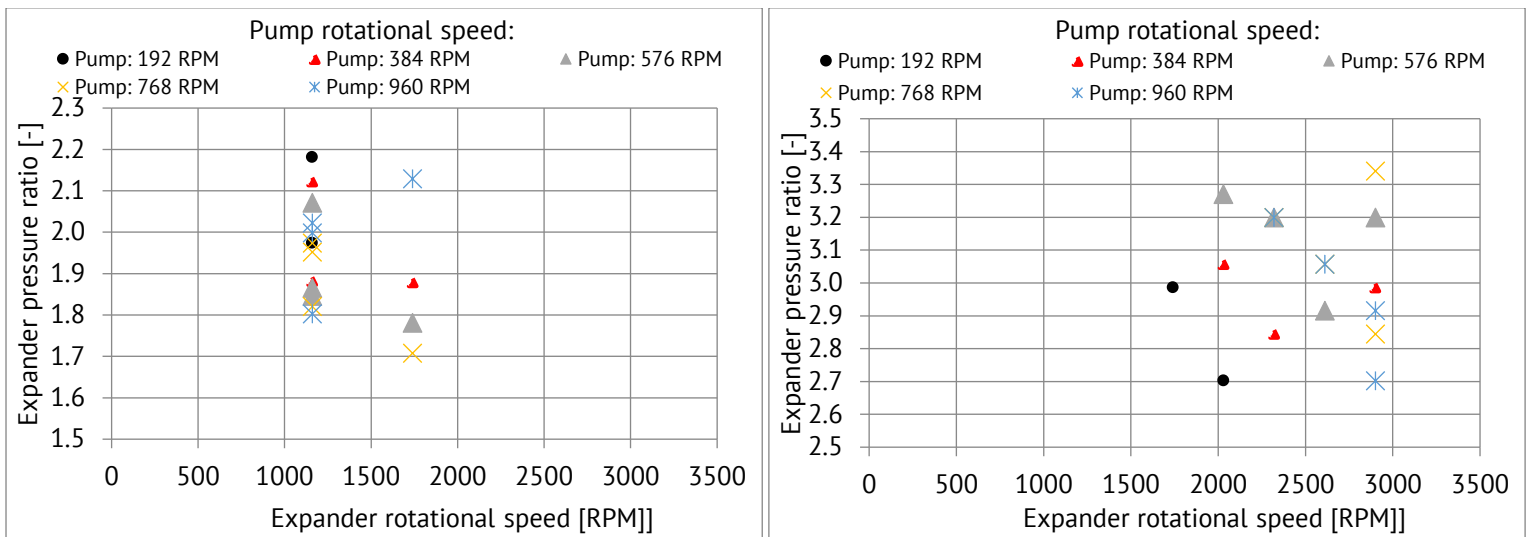 Pump rotational speed:
Pump: 192 RPM
Pump: 384 RPM
Pump: 576 RPM
Pump: 768 RPM
Pump: 960 RPM
Expander pressure ratio [-]
2.3
2.2
2.1
2.0
1.9
1.8
1.7
1.6
1.5
0 500 1000 1500 2000 2500 3000 3500
Expander rotational speed [RPM]]
Pump rotational speed:
Pump: 192 RPM
Pump: 384 RPM
Pump: 576 RPM
Pump: 768 RPM
Pump: 960 RPM
Expander pressure ratio [-]
3.5
3.4
3.3
3.2
3.1
3.0
2.9
2.8
2.7
2.6
2.5
0 500 1000 1500 2000 2500 3000 3500
Expander rotational speed [RPM]]